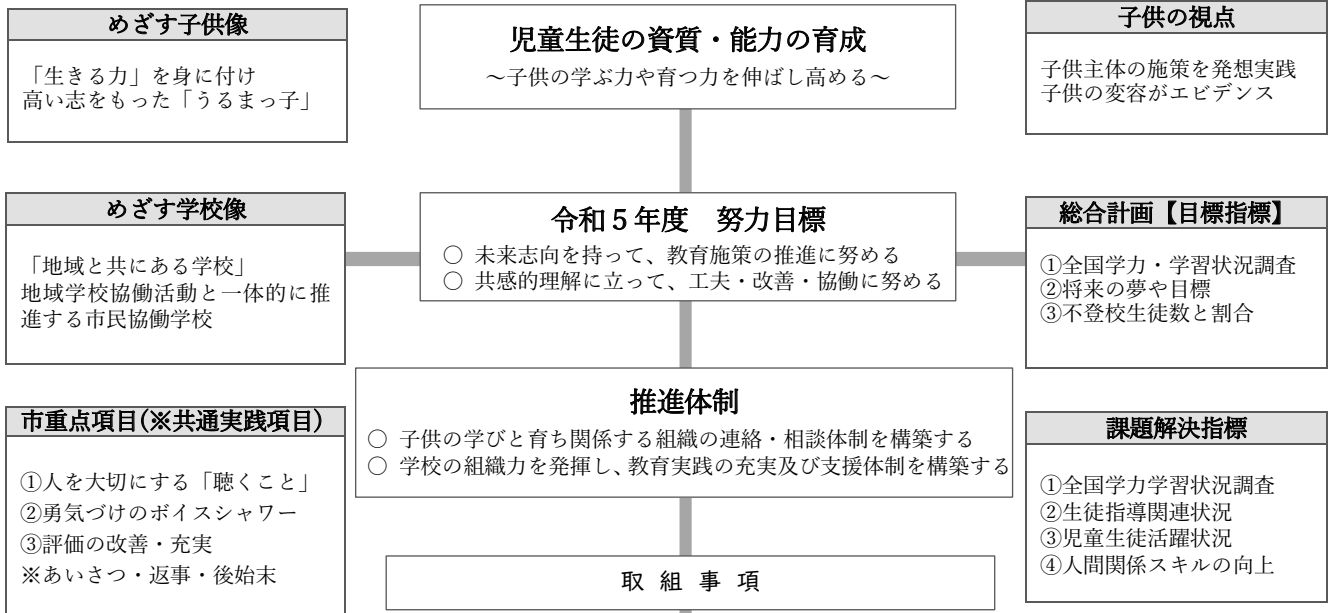 めざす子供像
「生きる力」を身に付け
高い志をもった「うるまっ子」
児童生徒の資質・能力の育成
～子供の学ぶ力や育つ力を伸ばし高める～
子供の視点
子供主体の施策を発想実践
子供の変容がエビデンス
めざす学校像
「地域と共にある学校」
地域学校協働活動と一体的に推
進する市民協働学校
令和５年度　努力目標
○ 未来志向を持って、教育施策の推進に努める
○ 共感的理解に立って、工夫・改善・協働に努める
総合計画【目標指標】
①全国学力・学習状況調査
②将来の夢や目標
③不登校生徒数と割合
市重点項目(※共通実践項目)
①人を大切にする「聴くこと」
②勇気づけのボイスシャワー
③評価の改善・充実
※あいさつ・返事・後始末
推進体制
○ 子供の学びと育ち関係する組織の連絡・相談体制を構築する
○ 学校の組織力を発揮し、教育実践の充実及び支援体制を構築する
課題解決指標
①全国学力学習状況調査
②生徒指導関連状況
③児童生徒活躍状況
④人間関係スキルの向上
取 組 事 項